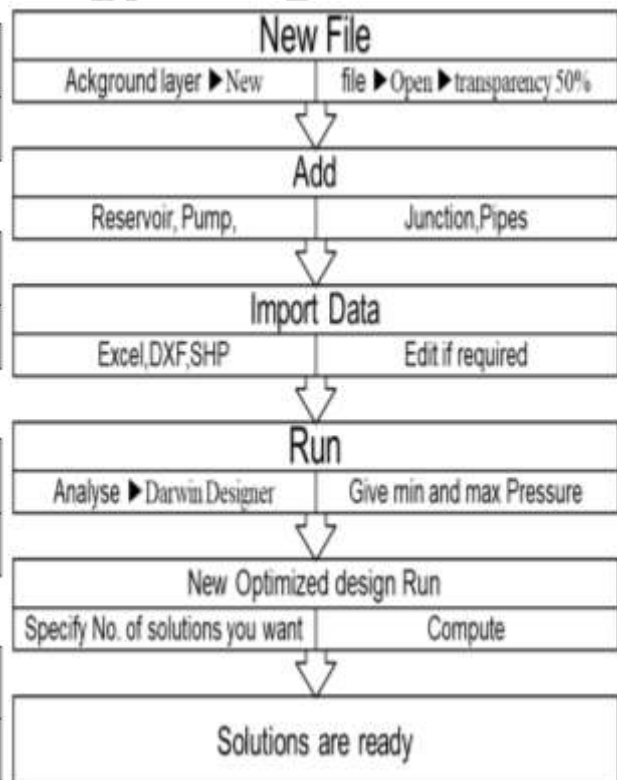 New File
Ackground layer ▶ New
file ▶ Open ▶ transparency 50%
Add
Reservoir, Pump,
Junction,Pipes
Import Data
Excel,DXF,SHP
Edit if required
Run
Analyse ▶ Darwin Designer
Give min and max Pressure
New Optimized design Run
Specify No. of solutions you want
Compute
Solutions are ready